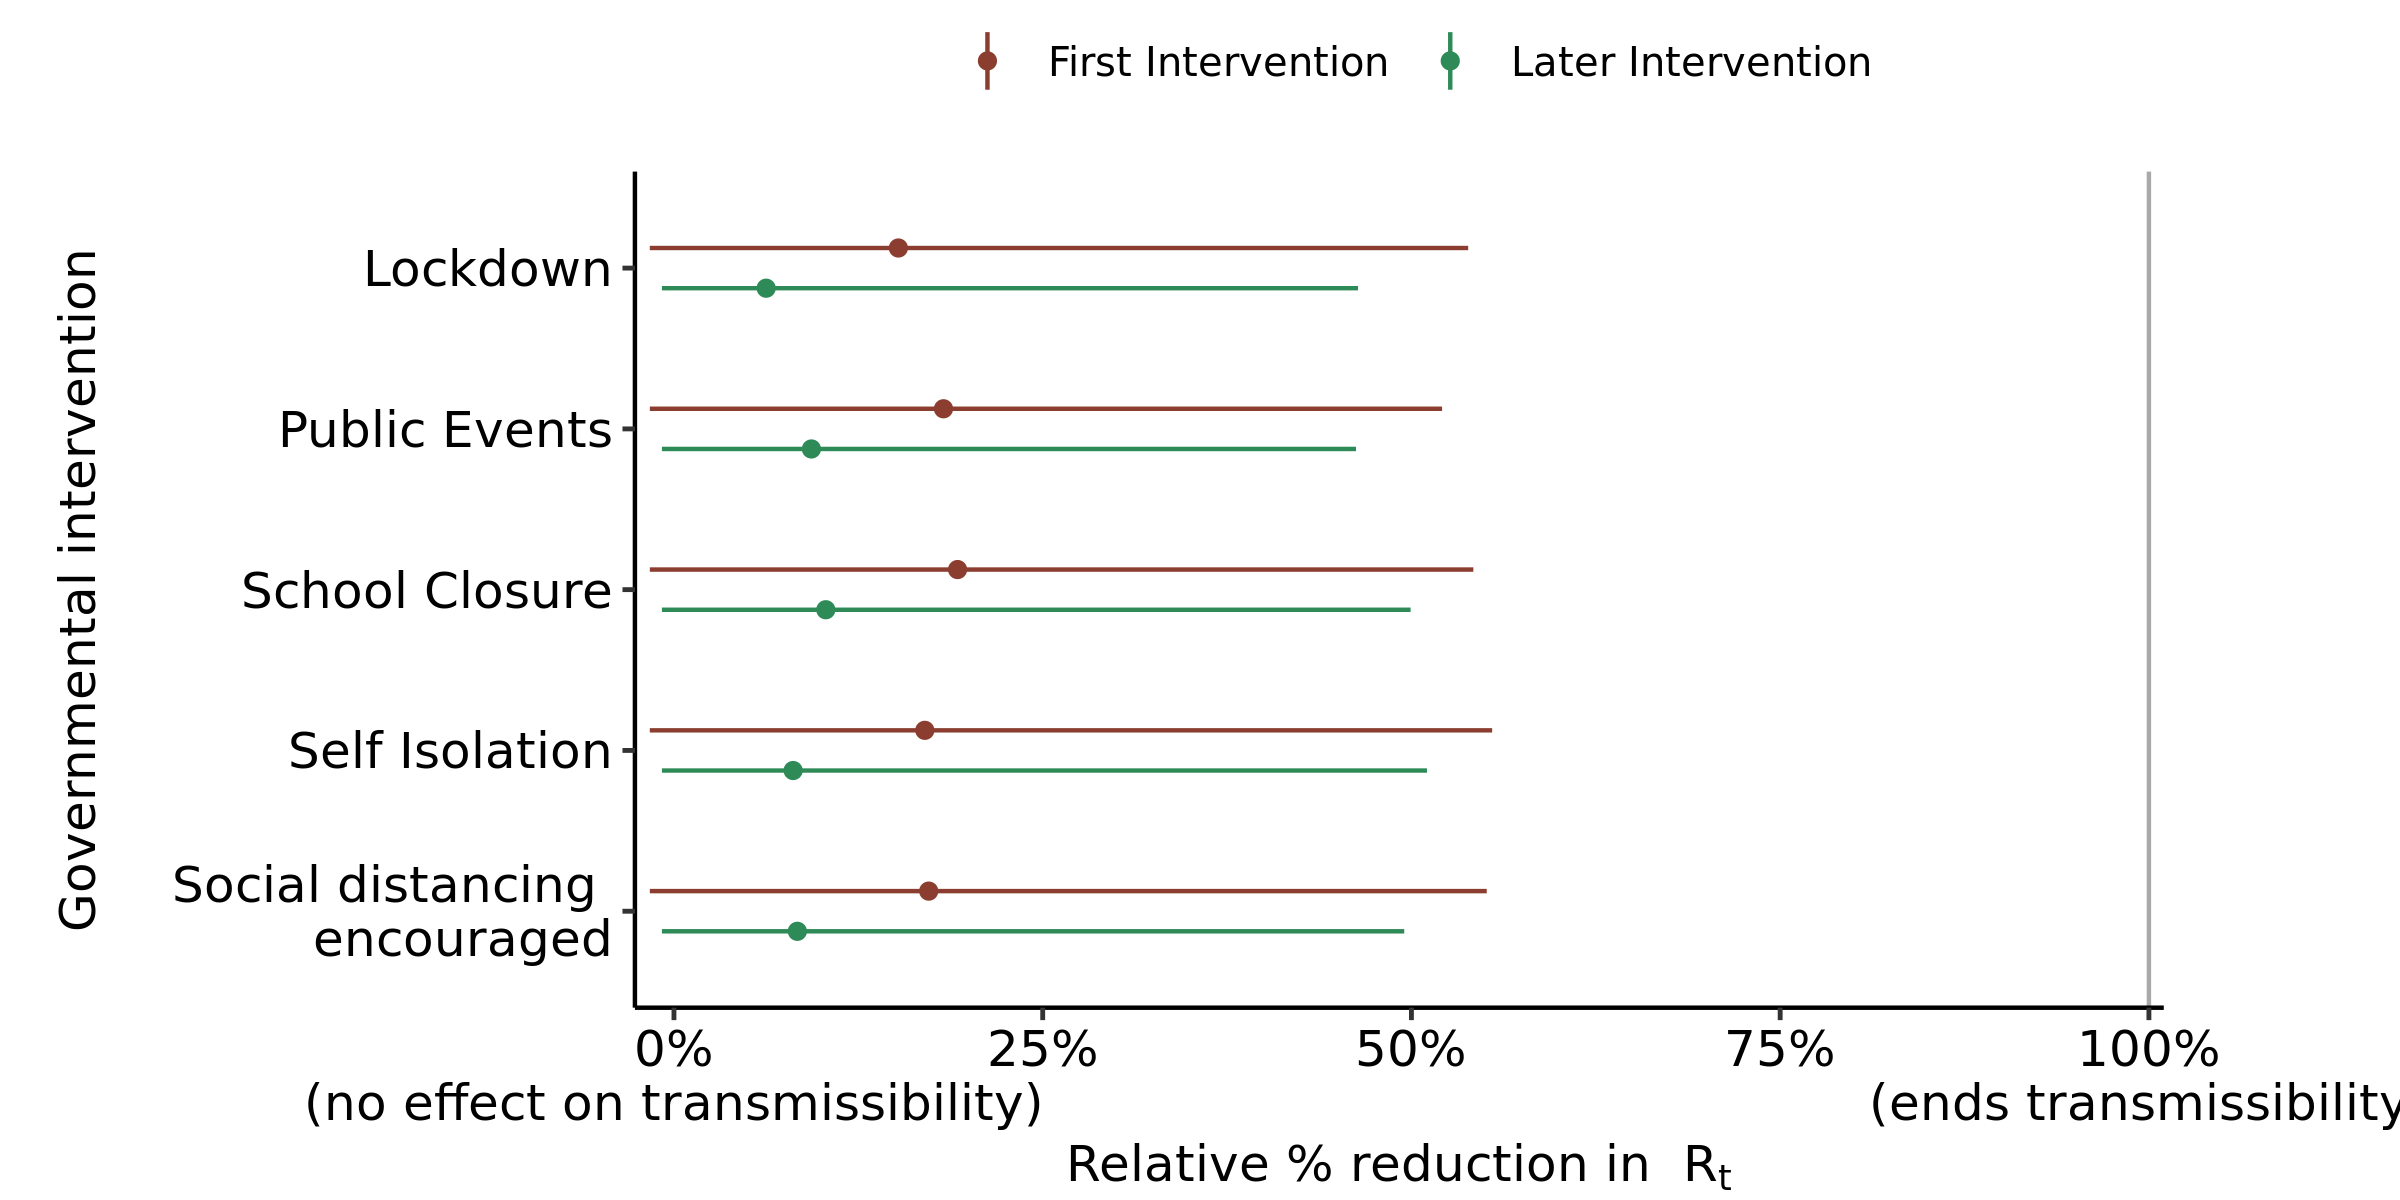 First Intervention
Later Intervention
Governmental intervention
Lockdown
Public Events
School Closure
Self Isolation
Social distancing
encouraged
0%
(no effect on transmissibility)
25%
50%
75%
100%
(ends transmissibility
Relative % reduction in Rt